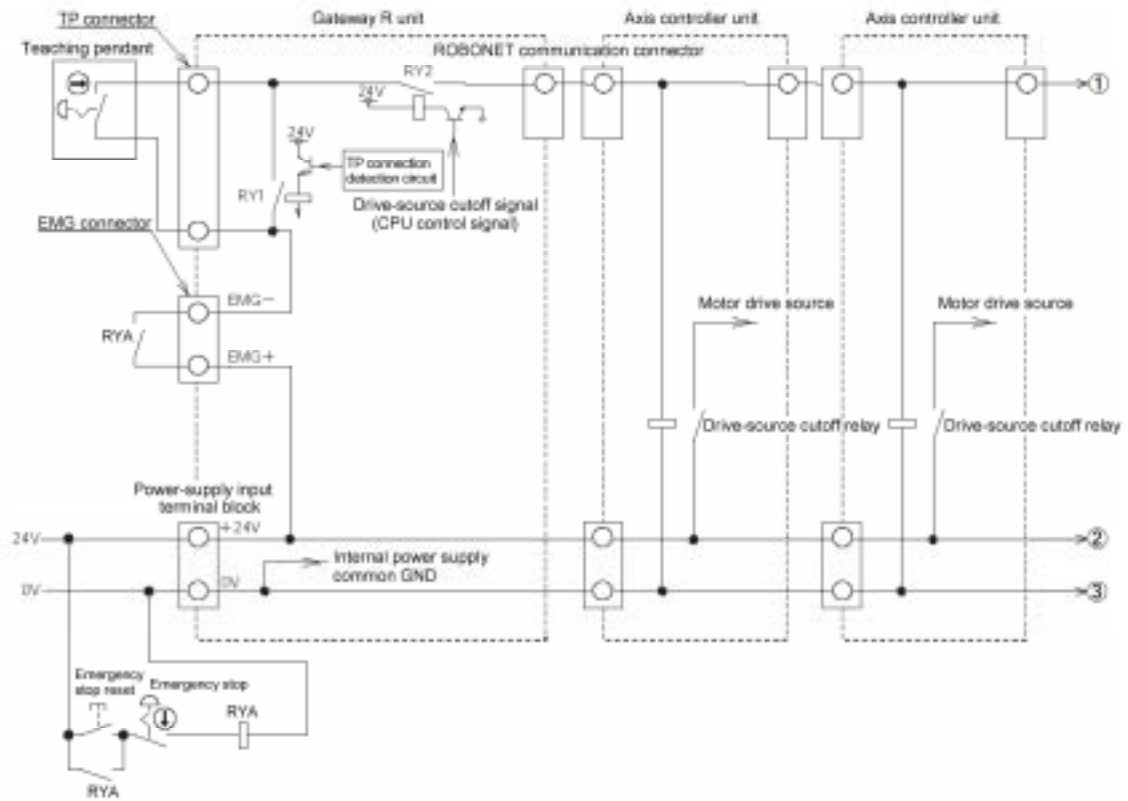 TP connector
Gateway R unit
Axis controller unit
Axis controller unit
Teaching pendant
ROBONET communication connector
RY2
24V
①
24V
TP connection
detection circuit
RY1
Drive-source cutoff signal
(CPU control signal)
EMG connector
EMG−
Motor drive source
Motor drive source
RYA
EMG+
Drive-source cutoff relay
Drive-source cutoff relay
Power-supply input
terminal block
+24V
24V
②
Internal power supply
common GND
0V
0V
③
Emergency
stop reset
Emergency stop
RYA
RYA